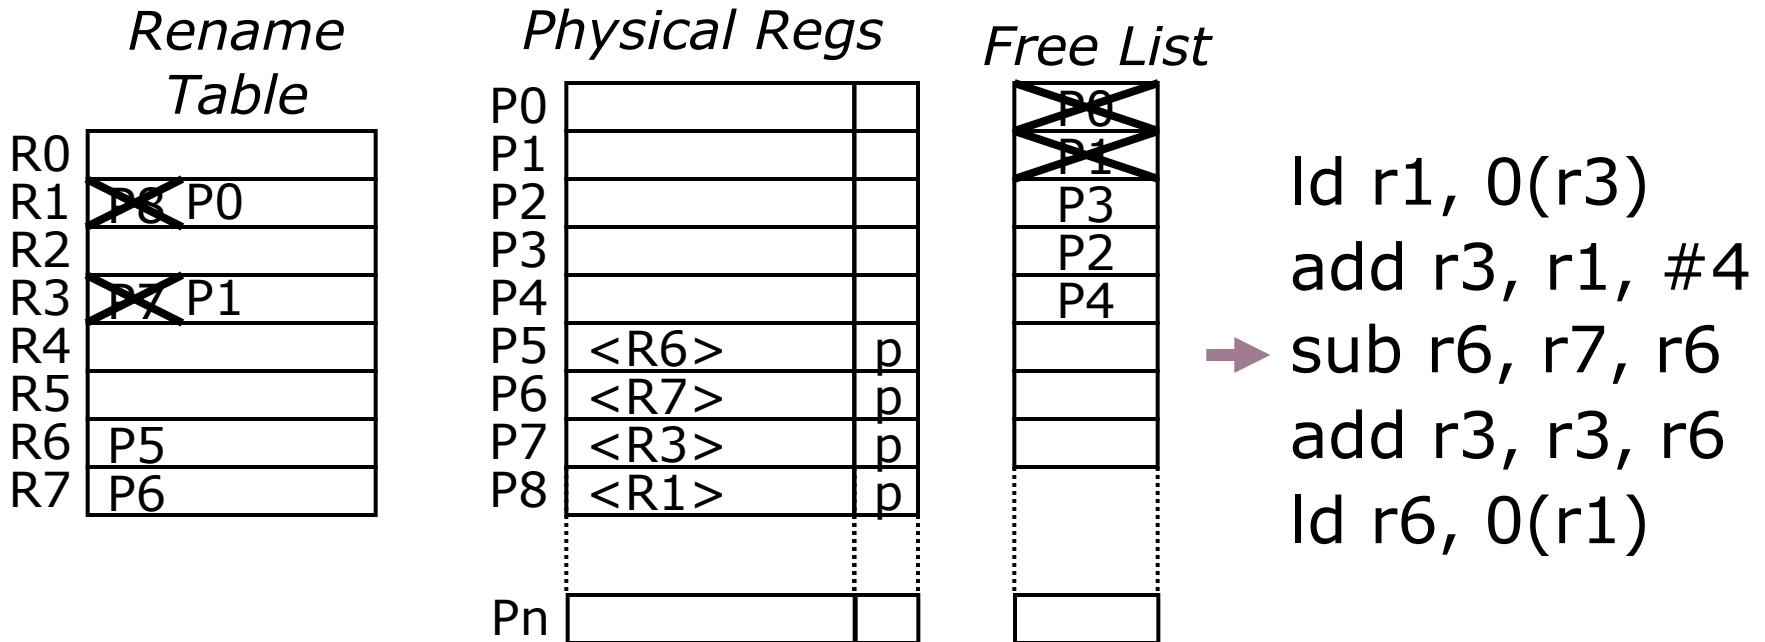 Rename
Table
R0
R1 P8 P0
R2
R3 P7 P1
R4
R5
R6 P5
R7 P6
Physical Regs
P0
P1
P2
P3
P4
P5 <R6> p
P6 <R7> p
P7 <R3> p
P8 <R1> p
Pn
Free List
P0
P1
P3
P2
P4
ld r1, 0(r3)
add r3, r1, #4
sub r6, r7, r6
add r3, r3, r6
ld r6, 0(r1)